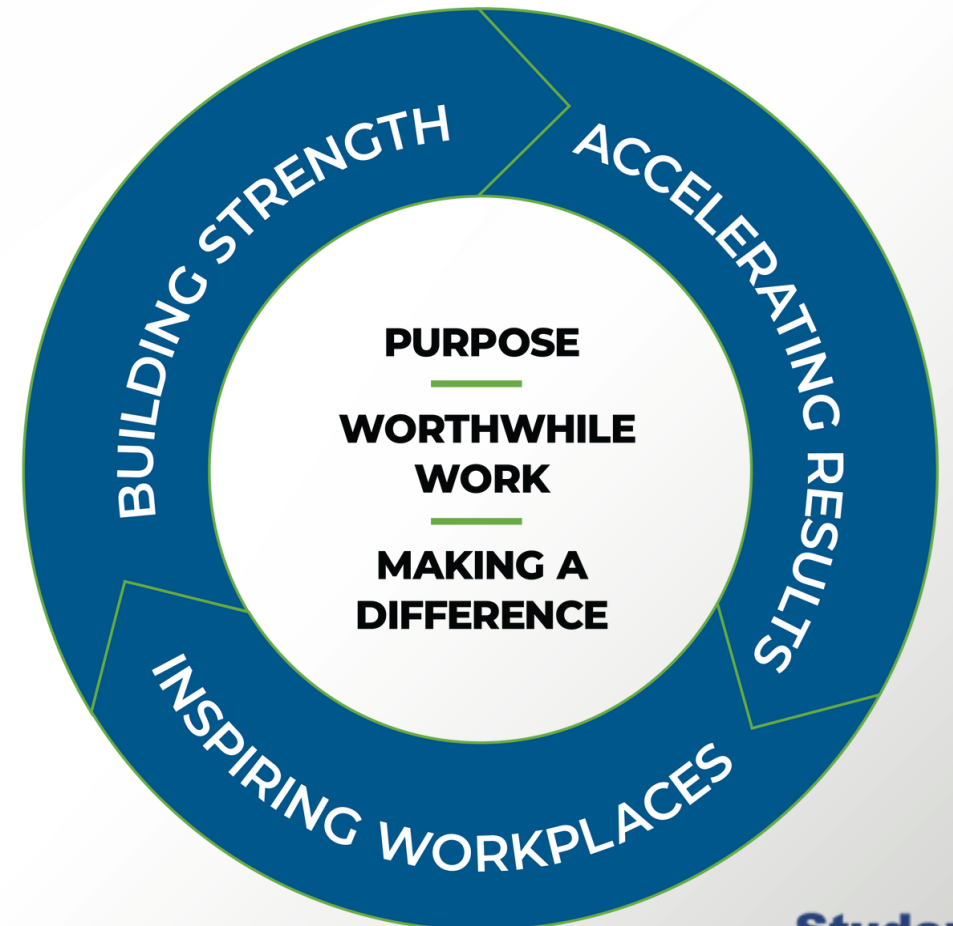 BUILDING STRENGTH
ACCELERATING RESULTS
INSPIRING WORKPLACES
PURPOSE
WORTHWHILE
WORK
MAKING A
DIFFERENCE